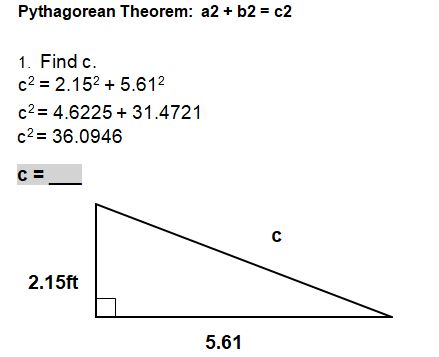 Pythagorean Theorem:  a2 + b2 = c2
1.  Find c.
c² = 2.15² + 5.61²
c² = 4.6225 + 31.4721
c² = 36.0946
c = ___
c
2.15ft
5.61